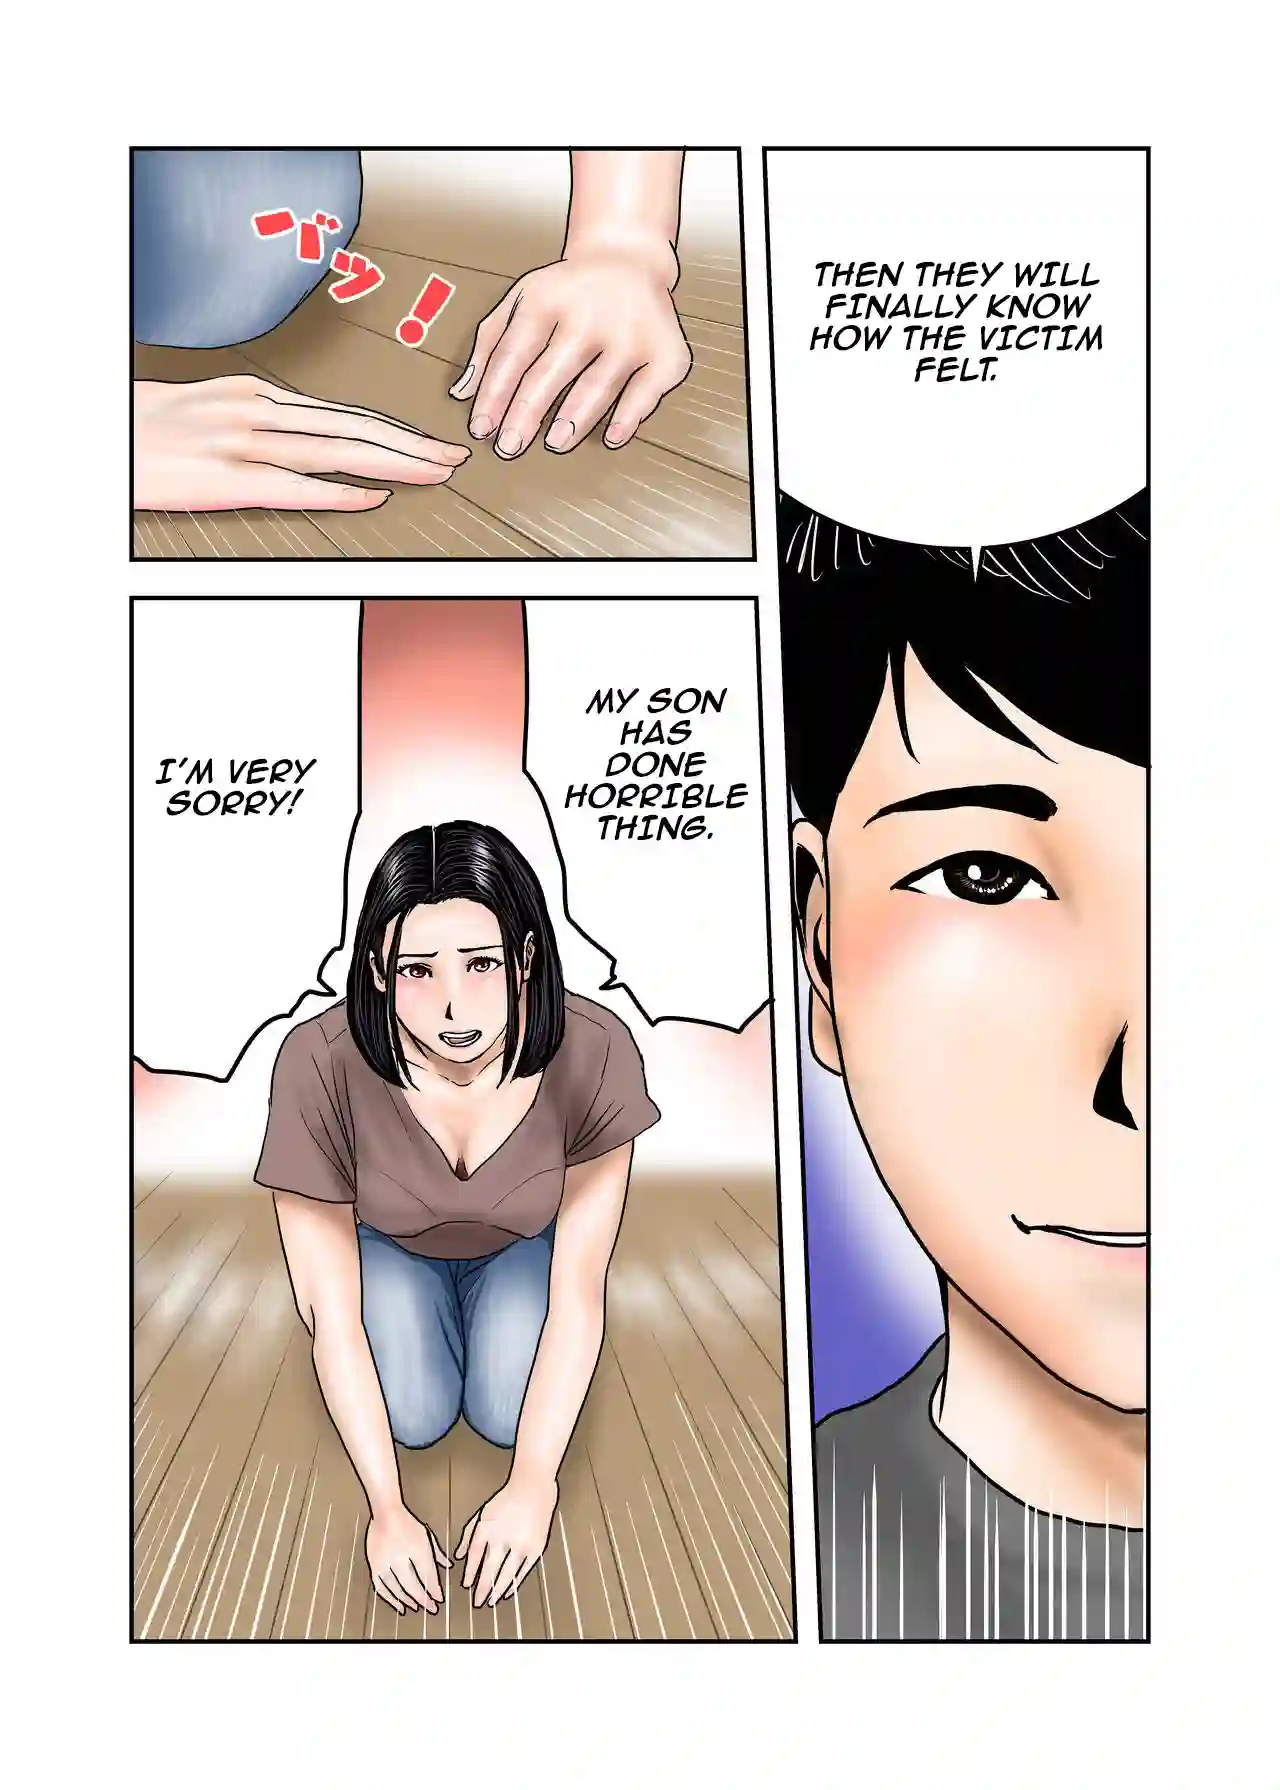 THEN THEY WILL
FINALLY KNOW
HOW THE VICTIM
FELT.
バッ!
MY SON
HAS
DONE
HORRIBLE
THING.
I'M VERY
SORRY!